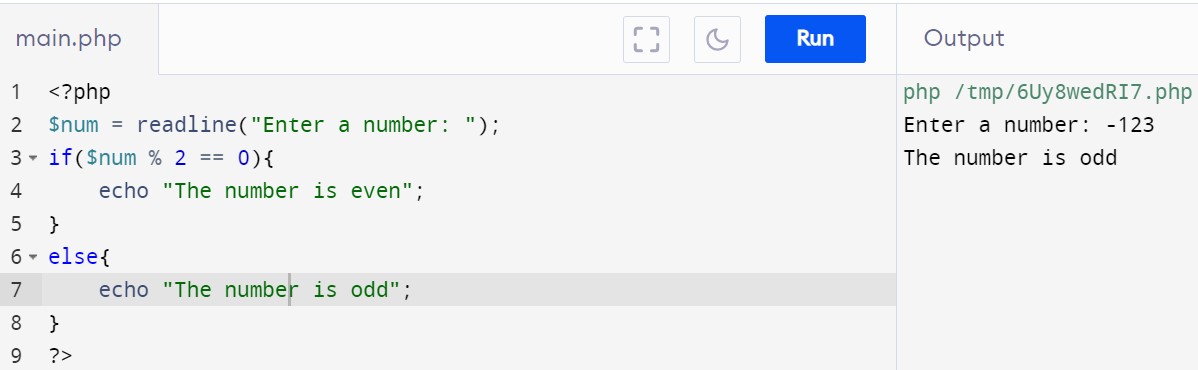 main.php
Run
Output
1 <?php
2 $num = readline("Enter a number: ");
3 if($num % 2 == 0){
4     echo "The number is even";
5 }
6 else{
7     echo "The number is odd";
8 }
9 ?>
php /tmp/6Uy8wedRI7.php
Enter a number: -123
The number is odd